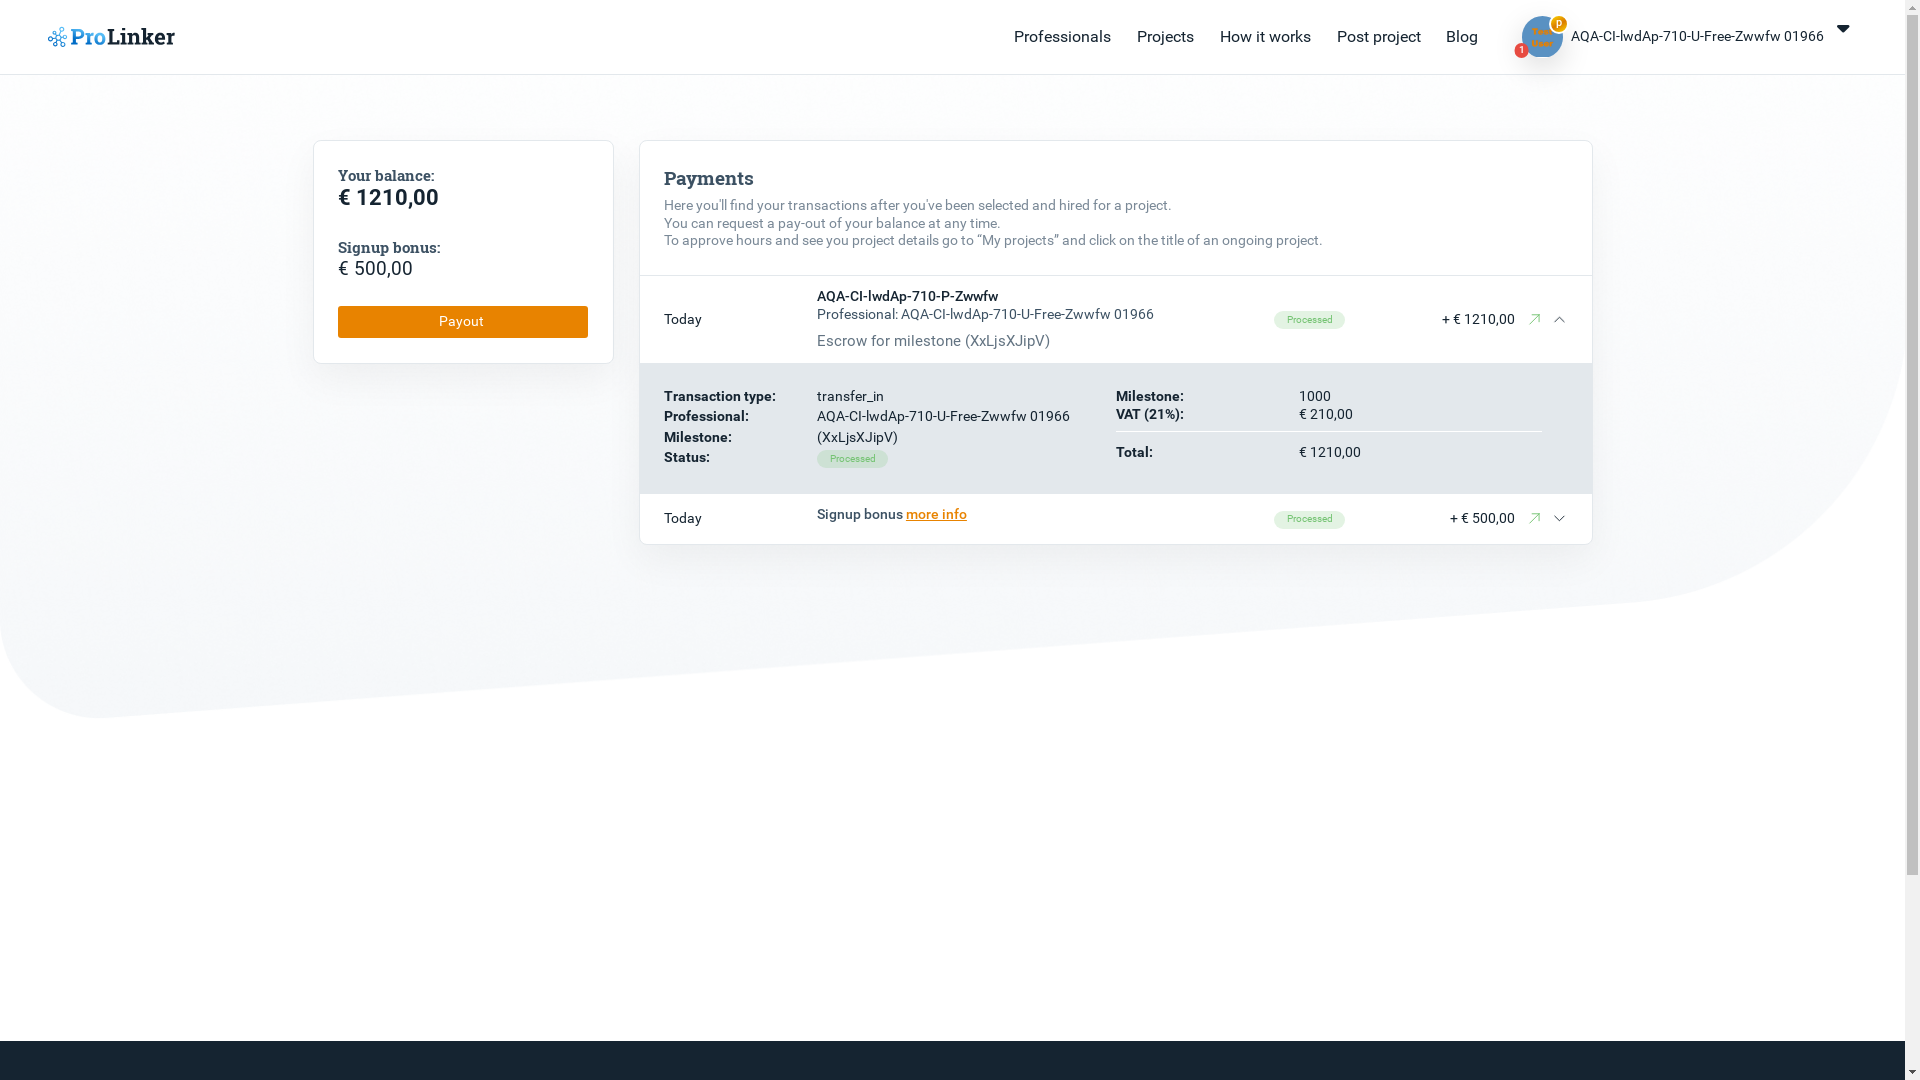 ProLinker
Professionals
Projects
How it works
Post project
Blog
p
1
AQA-CI-lwdAp-710-U-Free-Zwwfw 01966
Your balance:
€ 1210,00
Signup bonus:
€ 500,00
Payout
Payments
Here you'll find your transactions after you've been selected and hired for a project.
You can request a pay-out of your balance at any time.
To approve hours and see you project details go to “My projects” and click on the title of an ongoing project.
Today
AQA-CI-lwdAp-710-P-Zwwfw
Professional: AQA-CI-lwdAp-710-U-Free-Zwwfw 01966
Escrow for milestone (XxLjsXJipV)
Processed
+ € 1210,00
Transaction type: transfer_in
Professional: AQA-CI-lwdAp-710-U-Free-Zwwfw 01966
Milestone: (XxLjsXJipV)
Status: Processed
Milestone: 1000
VAT (21%): € 210,00
Total: € 1210,00
Today
Signup bonus more info
Processed
+ € 500,00